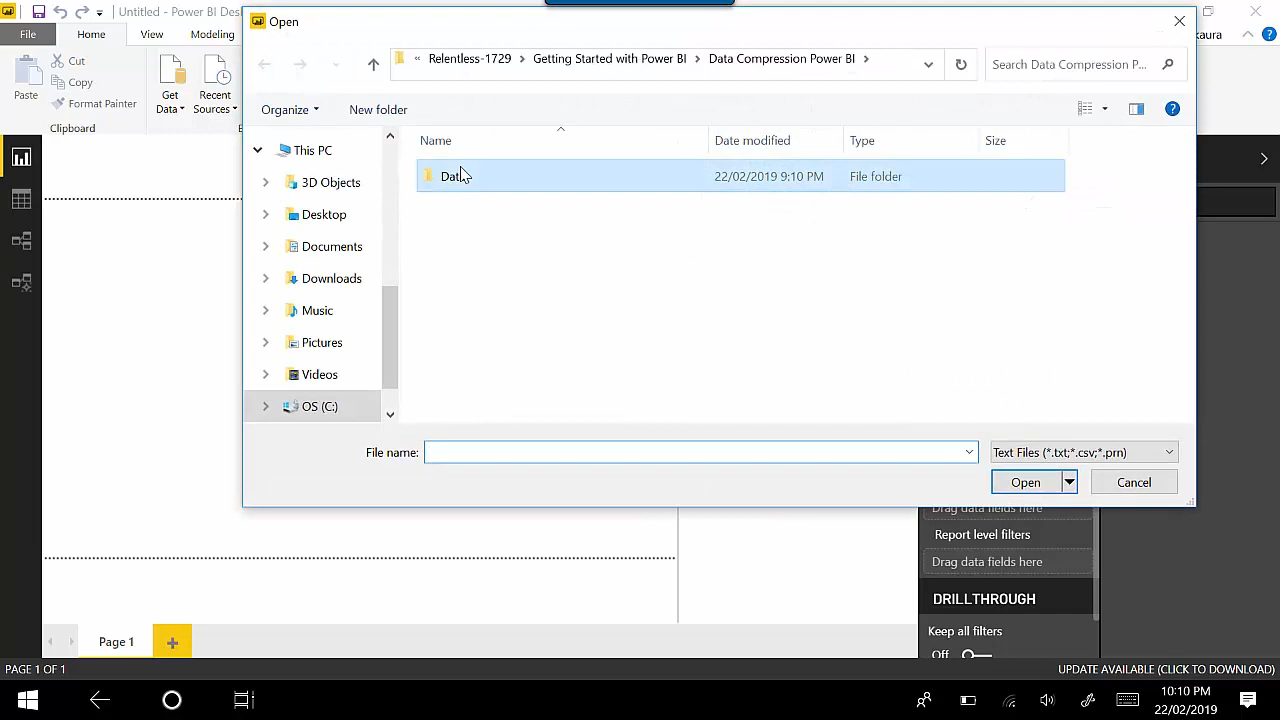 Untitled - Power BI Des
Open
File
Home
View
Modeling
kaura
Paste
Cut
Copy
Format Painter
Clipboard
Get
Data
Recent
Sources
« Relentless-1729 > Getting Started with Power BI > Data Compression Power BI >
Search Data Compression P...
Organize
New folder
Name
Date modified
Type
Size
This PC
3D Objects
Desktop
Documents
Downloads
Music
Pictures
Videos
OS (C:)
22/02/2019 9:10 PM
File folder
File name:
Text Files (*.txt;*.csv;*.prn)
Open
Cancel
Drag data fields here
Report level filters
Drag data fields here
DRILLTHROUGH
Keep all filters
Off
Page 1
PAGE 1 OF 1
UPDATE AVAILABLE (CLICK TO DOWNLOAD)
10:10 PM
22/02/2019